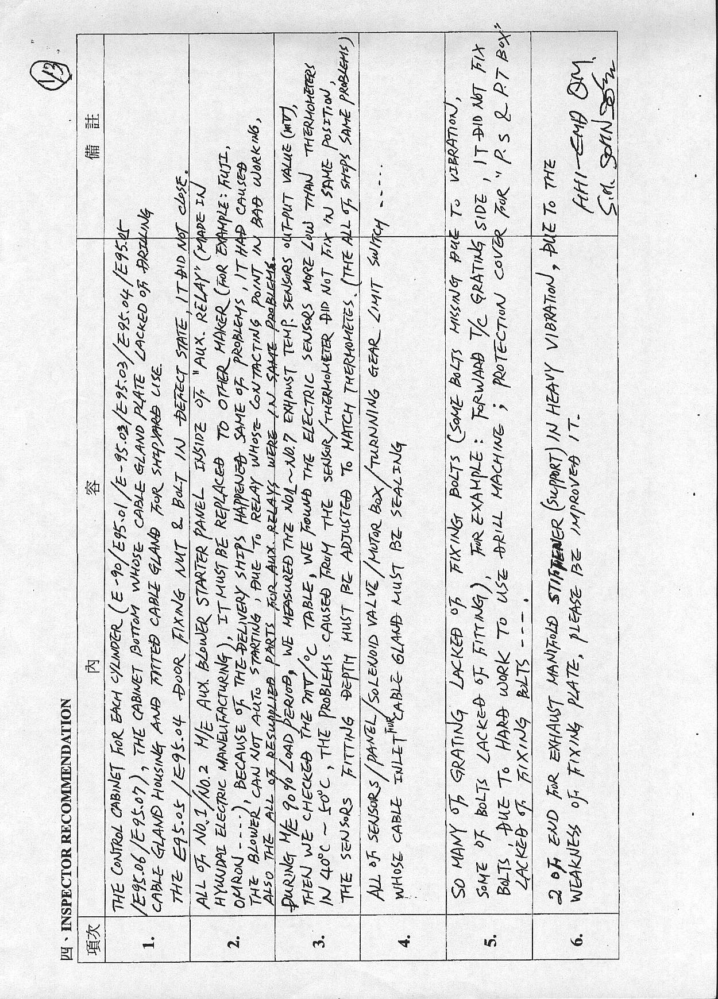 1/3
四、INSPECTOR RECOMMENDATION
項次 內 容 備 註
1.
THE CONTROL CABINET FOR EACH CYLINDER (E-90/E95.01/E-95.02/E95.03/E95.04/E95.05
/E95.06/E95.07), THE CABINET BOTTOM WHOSE CABLE GLAND PLATE LACKED OF DRILLING
CABLE GLAND HOUSING AND FITTED CABLE GLAND FOR SHIPYARD USE.
THE E95.05/E95.04 DOOR FIXING NUT & BOLT IN DEFECT STATE, IT DID NOT CLOSE.
2.
ALL OF NO.1/NO.2 M/E AUX. BLOWER STARTER PANEL INSIDE OF "AUX. RELAY" (MADE IN
HYUNDAI ELECTRIC MANEUFACTURING), IT MUST BE REPLACED TO OTHER MAKER (FOR EXAMPLE: FUJI,
OMRON ----), BECAUSE OF THE DELIVERY SHIPS HAPPENED SAME OF PROBLEMS, IT HAD CAUSED
THE BLOWER CAN NOT AUTO STARTING, DUE TO RELAY WHOSE CONTACTING POINT IN BAD WORKING,
ALSO THE ALL OF RESUPPLIED PARTS FOR AUX. RELAYS WERE IN SAME PROBLEMS.
3.
DURING M/E 90% LOAD PERIOD, WE MEASURED THE NO1~NO.7 EXHAUST TEMP. SENSORS OUTPUT VALUE (mV),
THEN WE CHECKED THE mV/°C TABLE, WE FOUND THE ELECTRIC SENSORS MORE LOW THAN THERMOMETERS
IN 40°C ~ 50°C, THE PROBLEMS CAUSED FROM THE SENSOR/THERMOMETER DID NOT FIX IN SAME POSITION,
THE SENSORS FITTING DEPTH MUST BE ADJUSTED TO MATCH THERMOMETES. (THE ALL OF SHIPS SAME PROBLEMS)
4.
ALL OF SENSORS/PANEL/SOLENOID VALVE/MOTOR BOX/TURNNING GEAR LIMIT SWITCH -----
WHOSE CABLE INLET FOR CABLE GLAND MUST BE SEALING
5.
SO MANY OF GRATING LACKED OF FIXING BOLTS (SOME BOLTS MISSING DUE TO VIBRATION,
SOME OF BOLTS LACKED OF FITTING), FOR EXAMPLE: FORWARD T/C GRATING SIDE, IT DID NOT FIX
BOLTS, DUE TO HARD WORK TO USE DRILL MACHINE; PROTECTION COVER FOR "P.S & P.T BOX"
LACKED OF FIXING BOLTS ---.
6.
2 OF END FOR EXHAUST MANIFOLD STIFFENER (SUPPORT) IN HEAVY VIBRATION, DUE TO THE
WEAKNESS OF FIXING PLATE, PLEASE BE IMPROVED IT.
HHI-EMD QM.
S.M. SOHN